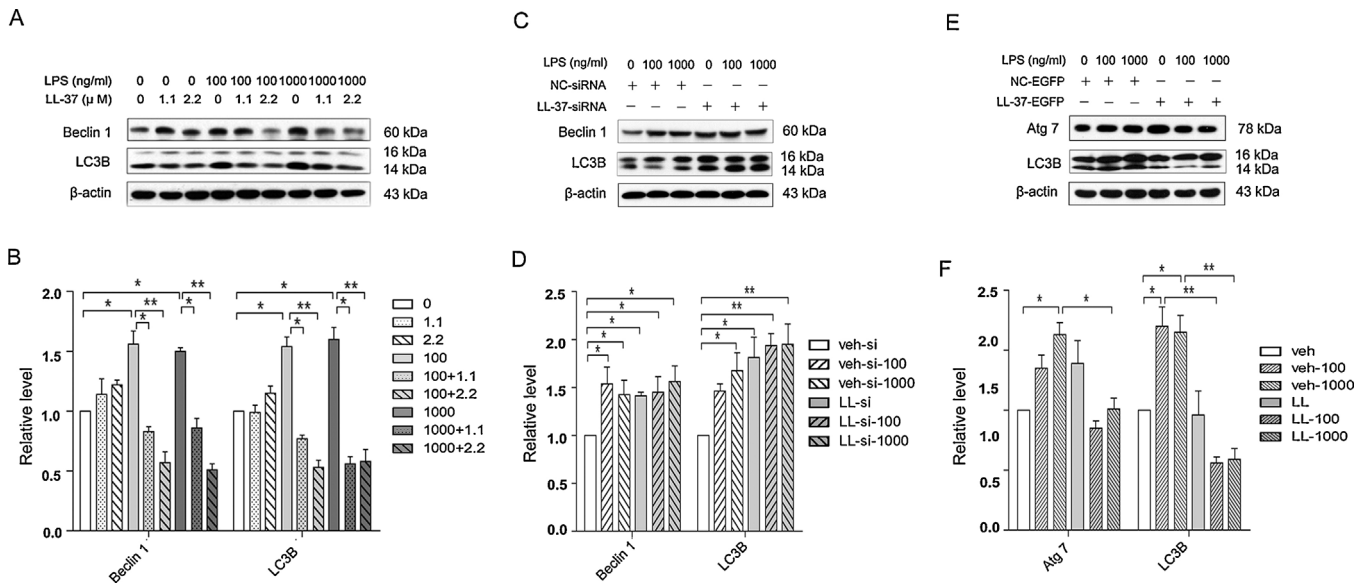 A
LPS (ng/ml) 0 0 0 100 100 100 1000 1000 1000
LL-37 (μ M) 0 1.1 2.2 0 1.1 2.2 0 1.1 2.2
Beclin 1 60 kDa
LC3B 16 kDa
14 kDa
β-actin 43 kDa
C
LPS (ng/ml) 0 100 1000 0 100 1000
NC-siRNA + + + — — —
LL-37-siRNA — — — + + +
Beclin 1 60 kDa
LC3B 16 kDa
14 kDa
β-actin 43 kDa
E
LPS (ng/ml) 0 100 1000 0 100 1000
NC-EGFP + + + — — —
LL-37-EGFP — — — + + +
Atg 7 78 kDa
LC3B 16 kDa
14 kDa
β-actin 43 kDa
B
Relative level
2.0
1.5
1.0
0.5
0.0
* * ** * * ** * * ** * * **
Beclin 1
LC3B
0
1.1
2.2
100
100+1.1
100+2.2
1000
1000+1.1
1000+2.2
D
Relative level
2.5
2.0
1.5
1.0
0.5
0.0
* * * * * * * ** **
Beclin 1
LC3B
veh-si
veh-si-100
veh-si-1000
LL-si
LL-si-100
LL-si-1000
F
Relative level
2.5
2.0
1.5
1.0
0.5
0.0
* * * * ** **
Atg 7
LC3B
veh
veh-100
veh-1000
LL
LL-100
LL-1000